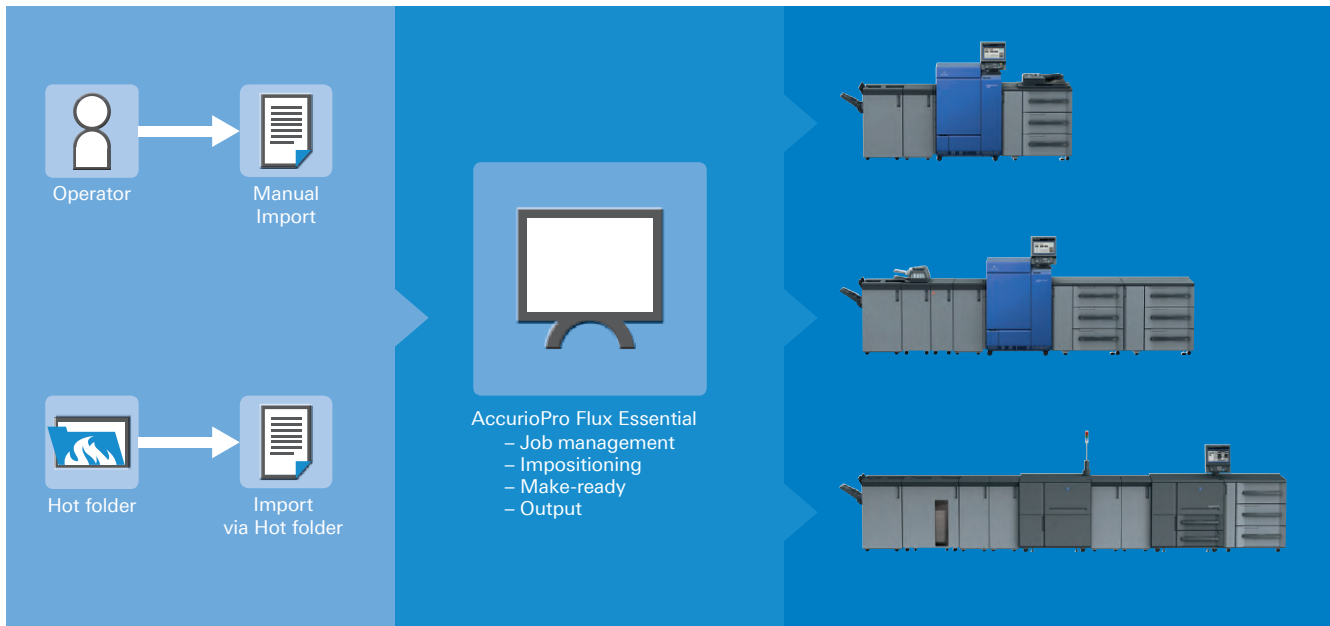 Operator
Manual
Import
Hot folder
Import
via Hot folder
AccurioPro Flux Essential
– Job management
– Impositioning
– Make-ready
– Output